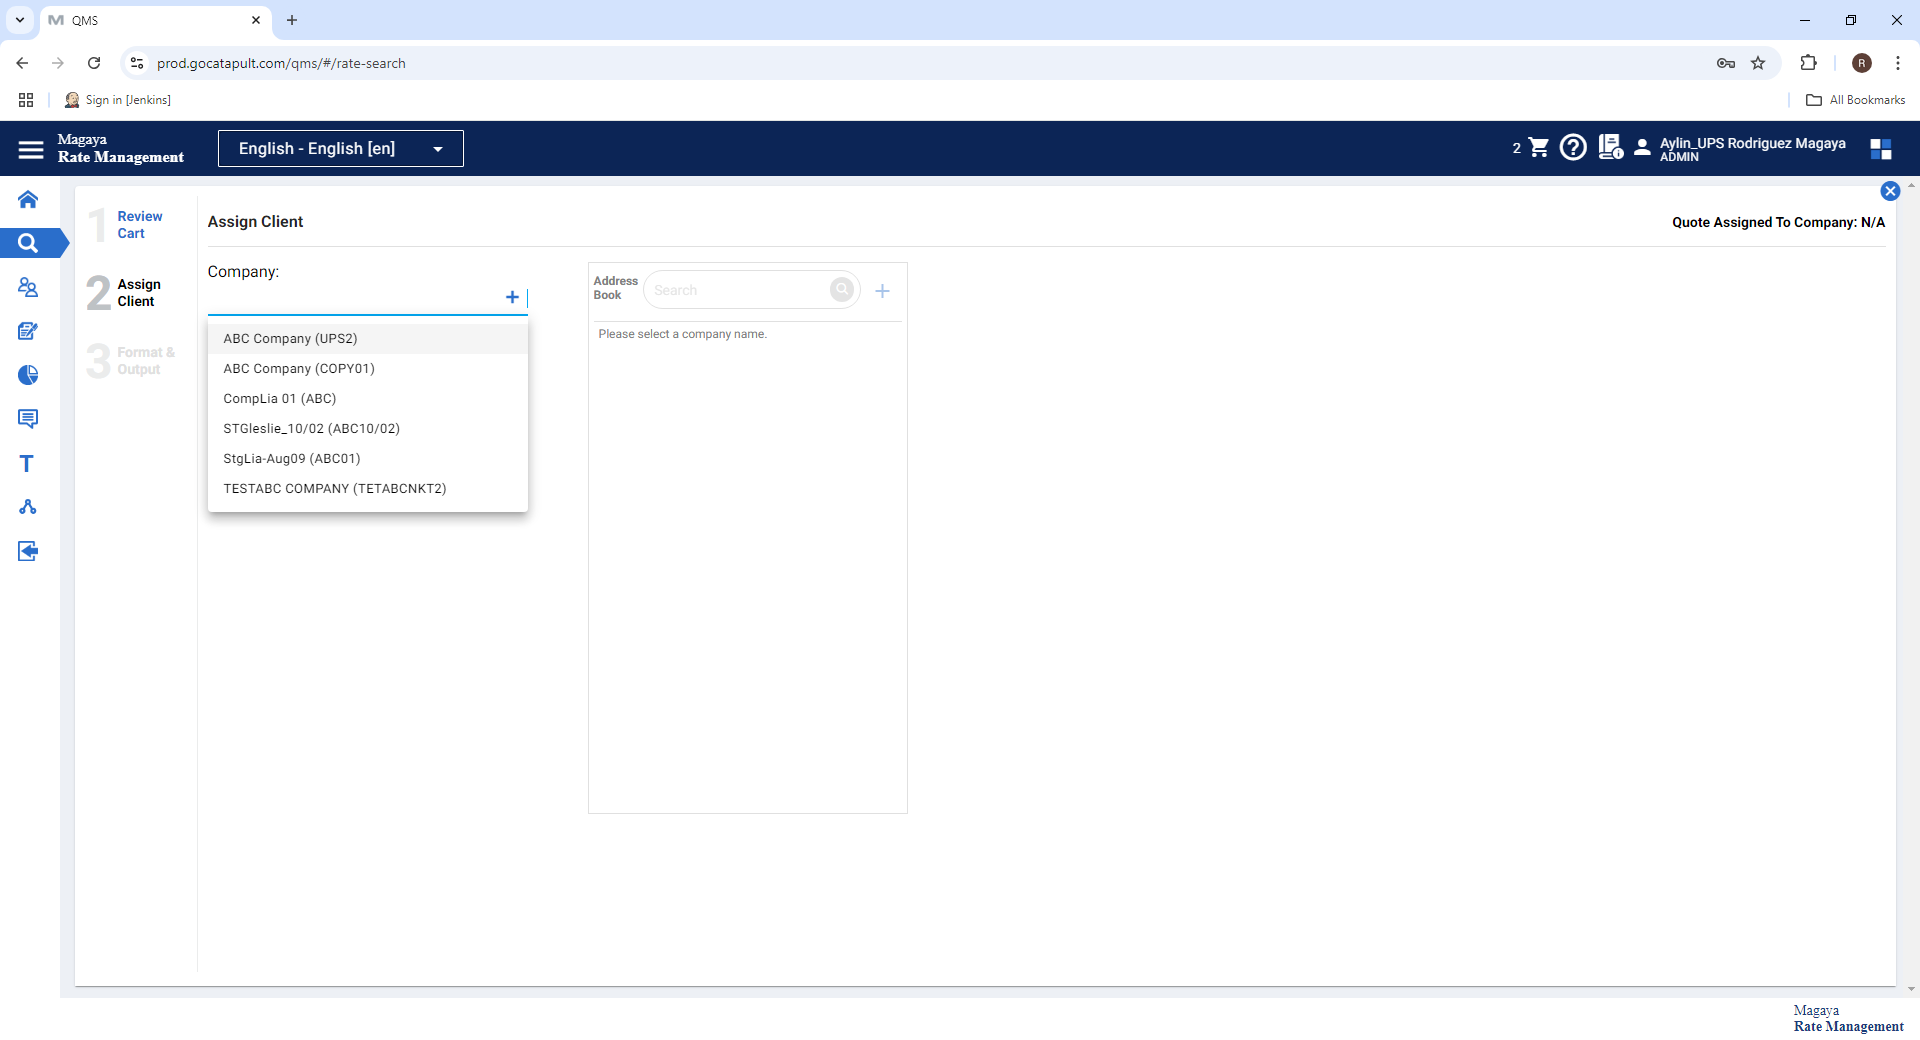 QMS
prod.gocatapult.com/qms/#/rate-search
R
Sign in [Jenkins]
All Bookmarks
Magaya
Rate Management
English - English [en]
2
Aylin_UPS Rodriguez Magaya
ADMIN
1 Review
Cart
Assign Client
Quote Assigned To Company: N/A
2 Assign
Client
3 Format &
Output
Company:
ABC Company (UPS2)
ABC Company (COPY01)
CompLia 01 (ABC)
STGleslie_10/02 (ABC10/02)
StgLia-Aug09 (ABC01)
TESTABC COMPANY (TETABCNKT2)
Address
Book
Search
Please select a company name.
T
Magaya
Rate Management